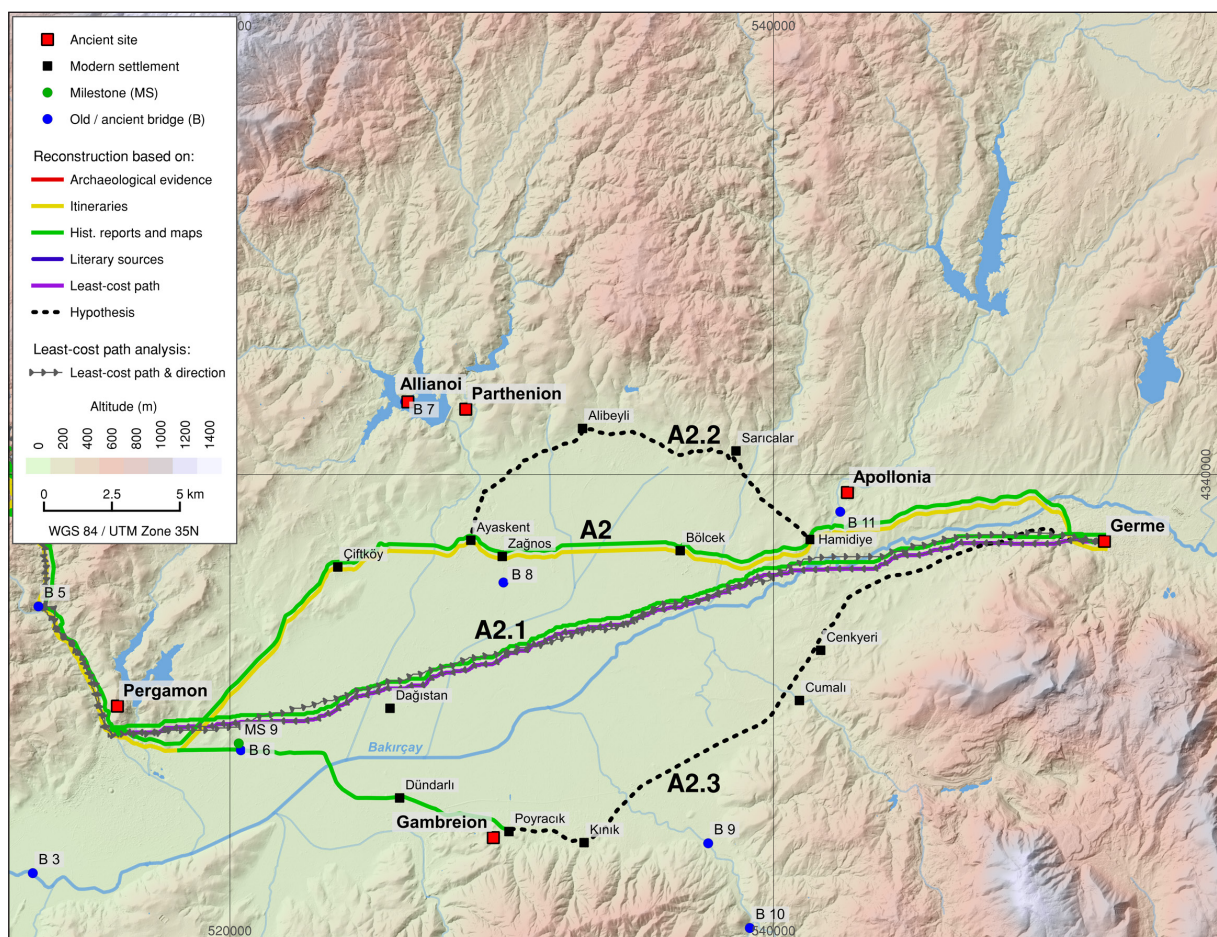 Ancient site
Modern settlement
Milestone (MS)
Old / ancient bridge (B)
Reconstruction based on:
Archaeological evidence
Itineraries
Hist. reports and maps
Literary sources
Least-cost path
Hypothesis
Least-cost path analysis:
Least-cost path & direction
Altitude (m)
0 200 400 600 800 1000 1200 1400
0 2.5 5 km
WGS 84 / UTM Zone 35N
540000
Allianoi
B 7
Parthenion
Alibeyli
A2.2
Sarıcalar
4340000
Apollonia
B 11
Hamidiye
Germe
Ayaskent
Zağnos
A2
Bölcek
Çiftköy
B 8
B 5
A2.1
Cenkyeri
Pergamon
Dağıstan
Cumalı
MS 9
B 6
Bakırçay
A2.3
Dündarlı
Gambreion
Poyracık
Kınık
B 9
B 3
B 10
520000
540000